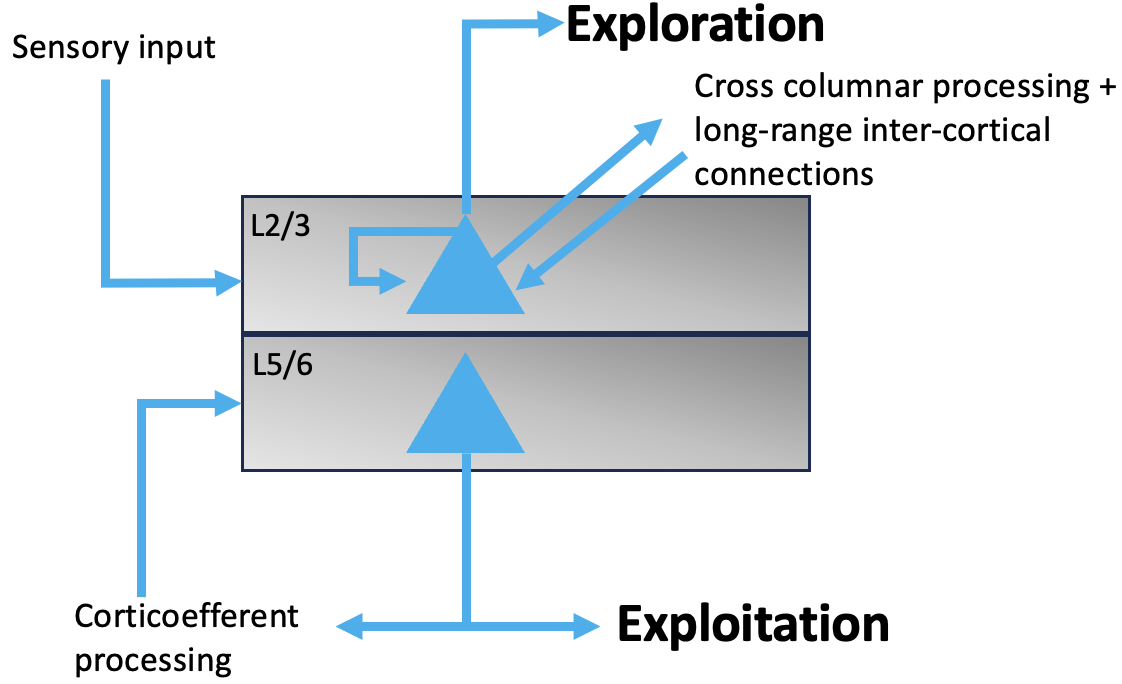 Sensory input
Exploration
Cross columnar processing +
long-range inter-cortical
connections
L2/3
L5/6
Corticoefferent
processing
Exploitation